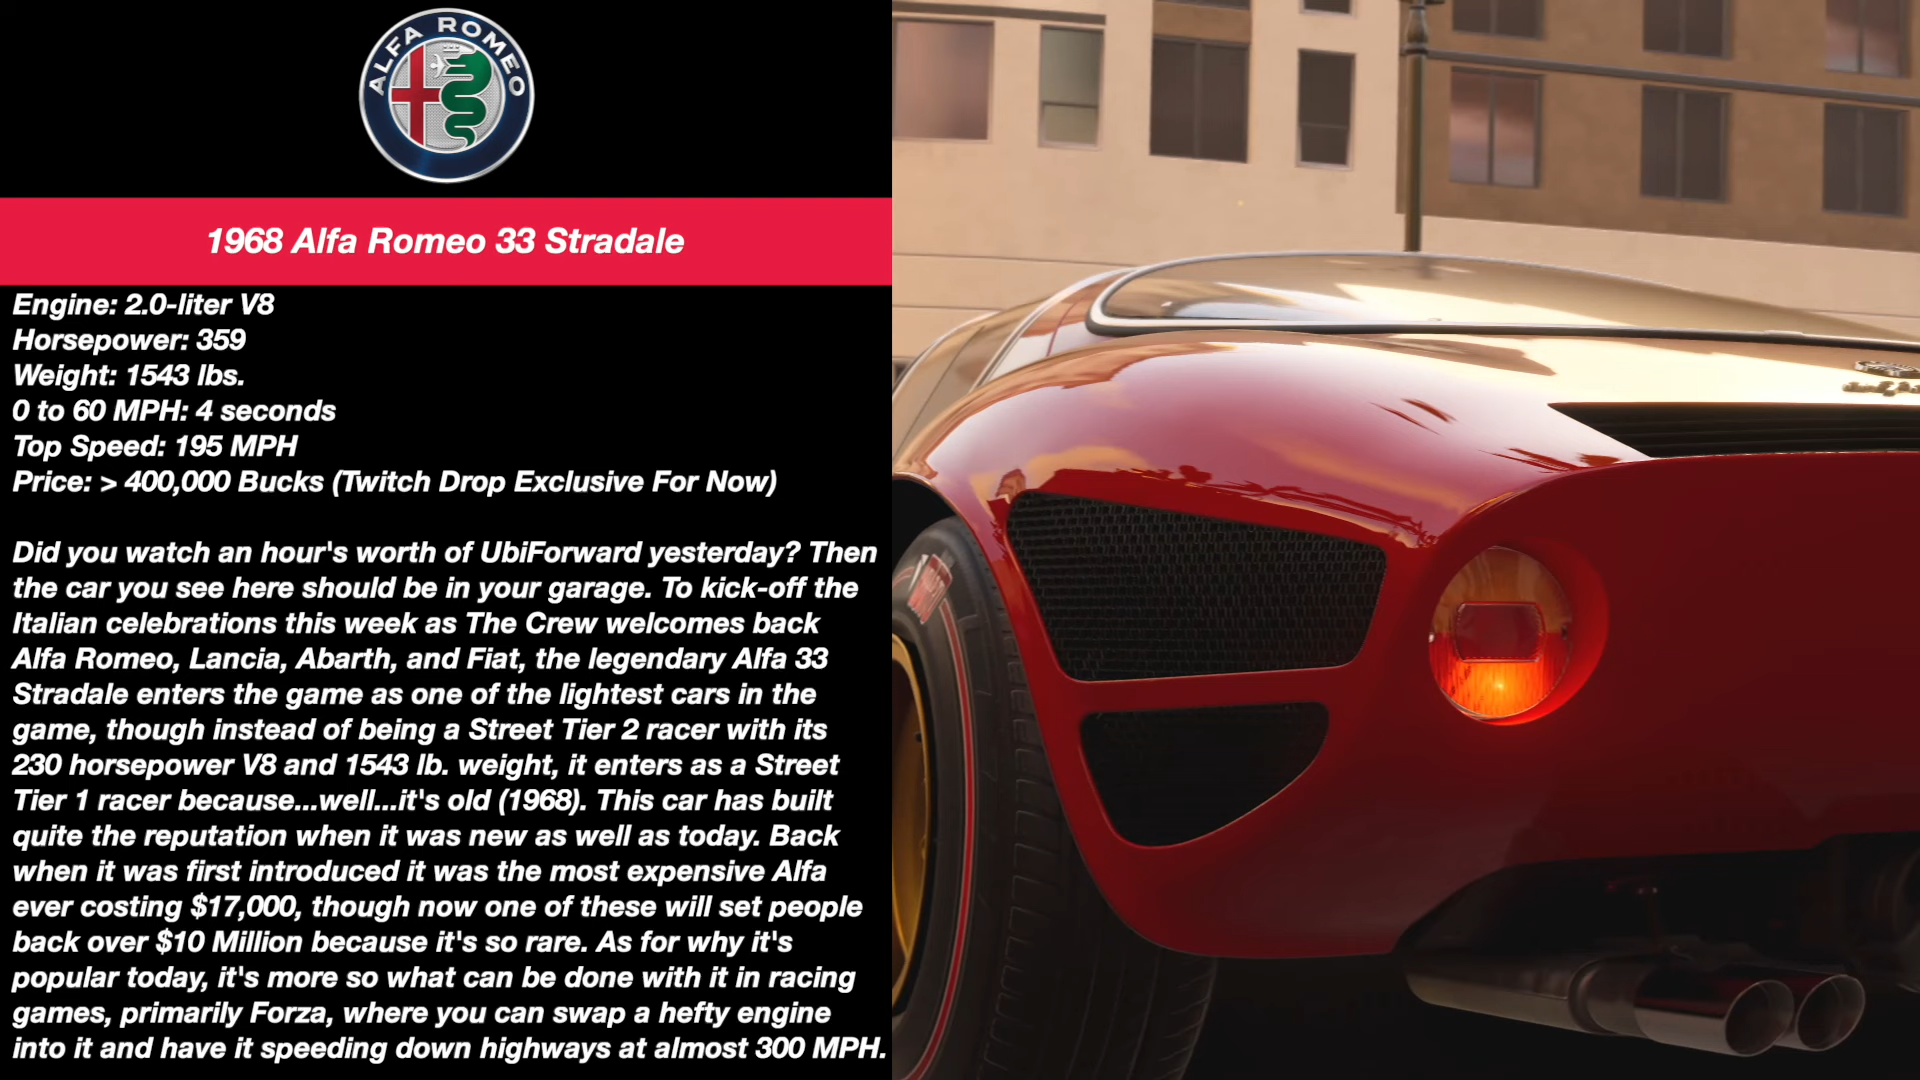 ALFA ROMEO
1968 Alfa Romeo 33 Stradale
Engine: 2.0-liter V8
Horsepower: 359
Weight: 1543 lbs.
0 to 60 MPH: 4 seconds
Top Speed: 195 MPH
Price: > 400,000 Bucks (Twitch Drop Exclusive For Now)
Did you watch an hour's worth of UbiForward yesterday? Then
the car you see here should be in your garage. To kick-off the
Italian celebrations this week as The Crew welcomes back
Alfa Romeo, Lancia, Abarth, and Fiat, the legendary Alfa 33
Stradale enters the game as one of the lightest cars in the
game, though instead of being a Street Tier 2 racer with its
230 horsepower V8 and 1543 lb. weight, it enters as a Street
Tier 1 racer because...well...it's old (1968). This car has built
quite the reputation when it was new as well as today. Back
when it was first introduced it was the most expensive Alfa
ever costing $17,000, though now one of these will set people
back over $10 Million because it's so rare. As for why it's
popular today, it's more so what can be done with it in racing
games, primarily Forza, where you can swap a hefty engine
into it and have it speeding down highways at almost 300 MPH.